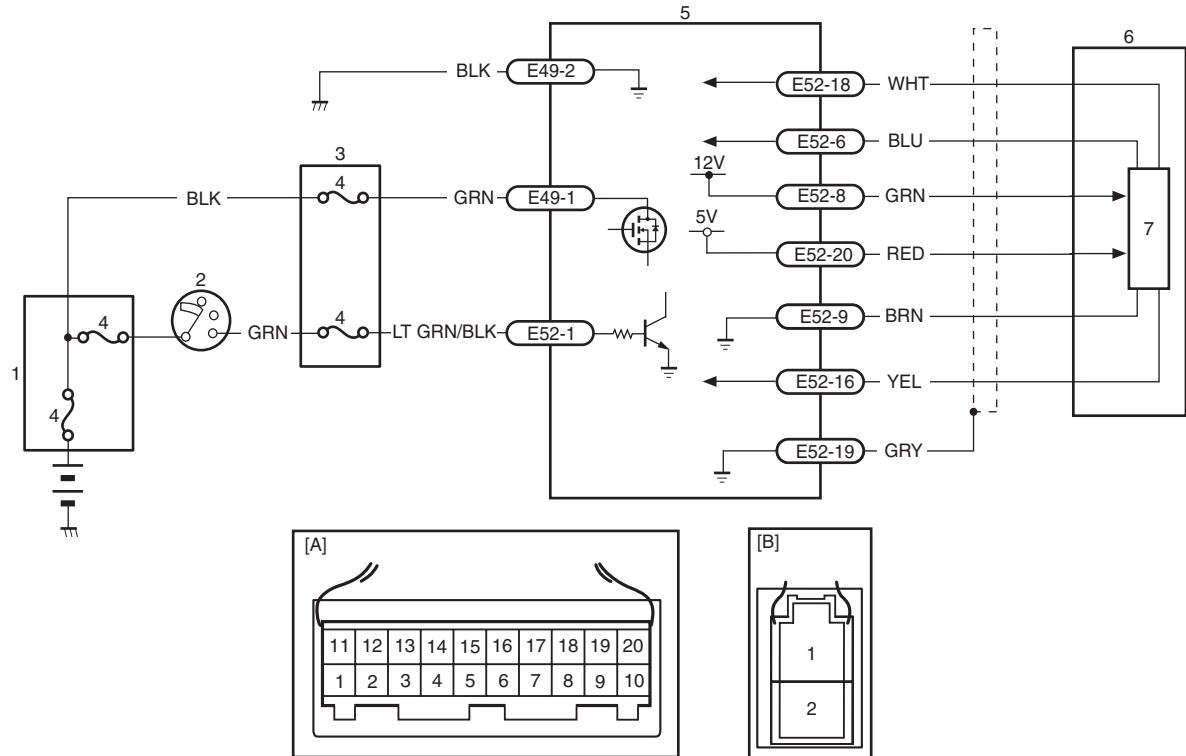 5
6
BLK E49-2
E52-18 WHT
E52-6 BLU
3
12V
4
BLK
GRN E49-1
E52-8 GRN
5V
7
E52-20 RED
2
4
4
GRN
LT GRN/BLK E52-1
E52-9 BRN
1
4
E52-16 YEL
E52-19 GRY
[A]
11 12 13 14 15 16 17 18 19 20
1 2 3 4 5 6 7 8 9 10
[B]
1
2